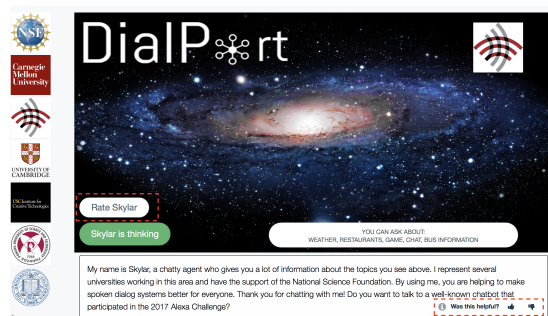 NSF
Carnegie
Mellon
University
UNIVERSITY OF
CAMBRIDGE
USC Institute for
Creative Technologies
DialPort
Rate Skylar
Skylar is thinking
YOU CAN ASK ABOUT:
WEATHER, RESTAURANTS, GAME, CHAT, BUS INFORMATION
My name is Skylar, a chatty agent who gives you a lot of information about the topics you see above. I represent several
universities working in this area and have the support of the National Science Foundation. By using me, you are helping to make
spoken dialog systems better for everyone. Thank you for chatting with me! Do you want to talk to a well-known chatbot that
participated in the 2017 Alexa Challenge?
Was this helpful?